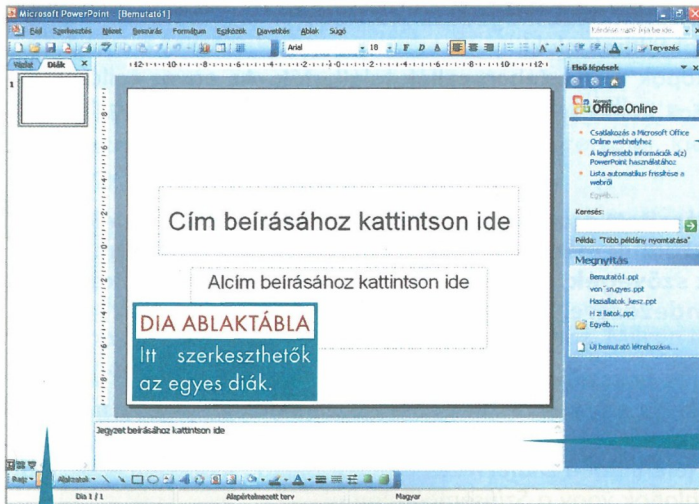 Microsoft PowerPoint - [Bemutató1]
Fájl Szerkesztés Nézet Beszúrás Formátum Eszközök Diavetítés Ablak Súgó
Arial 18 F D A Tervezés
Vázlat Diák
Első lépések
1
Office Online
Csatlakozás a Microsoft Office
Online webhelyhez
A legfrissebb információk a(z)
PowerPoint használatához
Lista automatikus frissítése a
webről
Egyéb...
Keresés:
Példa: "Több példány nyomtatása"
Cím beírásához kattintson ide
Alcím beírásához kattintson ide
DIA ABLAKTÁBLA
Itt szerkeszthetők
az egyes diák.
Megnyitás
Bemutató1.ppt
Haziallatok_kesz.ppt
Egyéb...
Új bemutató létrehozása...
Jegyzet beírásához kattintson ide
Rajz Alakzatok
Dia 1 / 1 Alapértelmezett terv Magyar